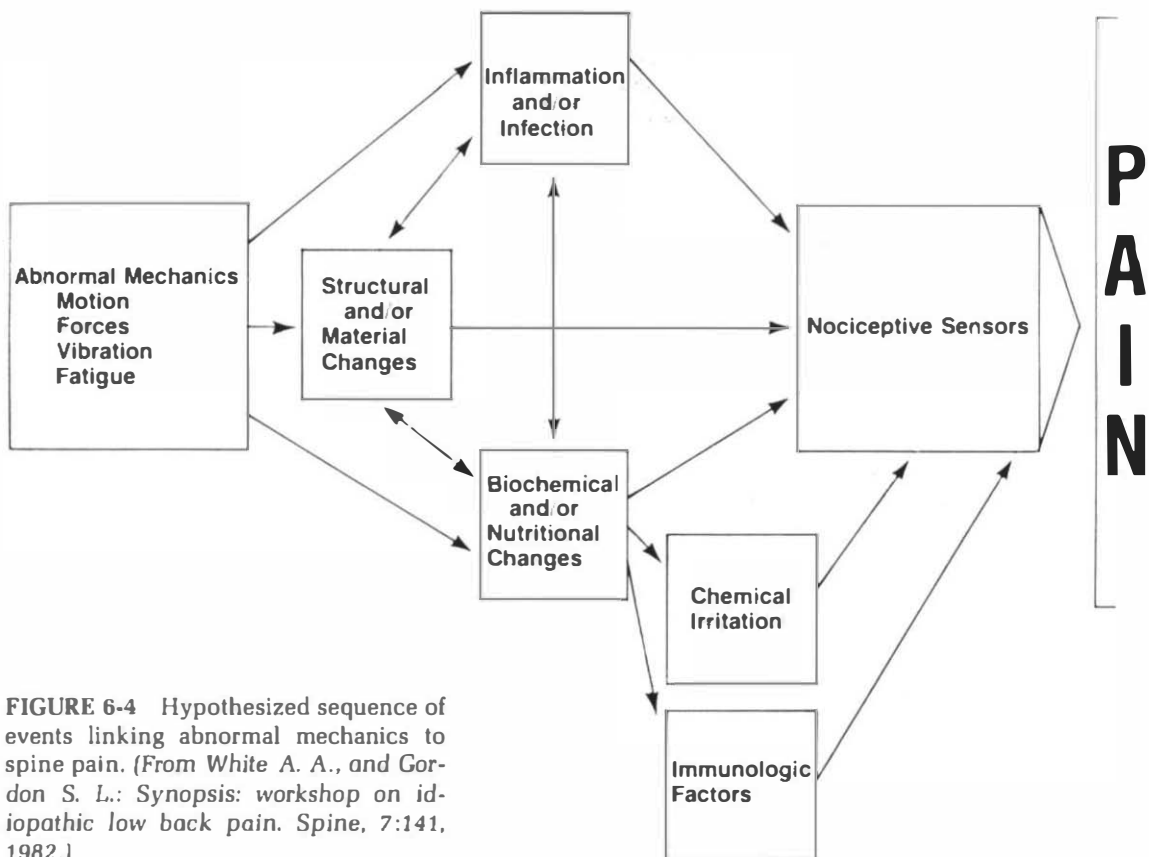 Inflammation
and/or
Infection
Abnormal Mechanics
Motion
Forces
Vibration
Fatigue
Structural
and/or
Material
Changes
Nociceptive Sensors
PAIN
Biochemical
and/or
Nutritional
Changes
Chemical
Irritation
Immunologic
Factors
FIGURE 6-4 Hypothesized sequence of
events linking abnormal mechanics to
spine pain. (From White A. A., and Gor-
don S. L.: Synopsis: workshop on id-
iopathic low back pain. Spine, 7:141,
1982.)